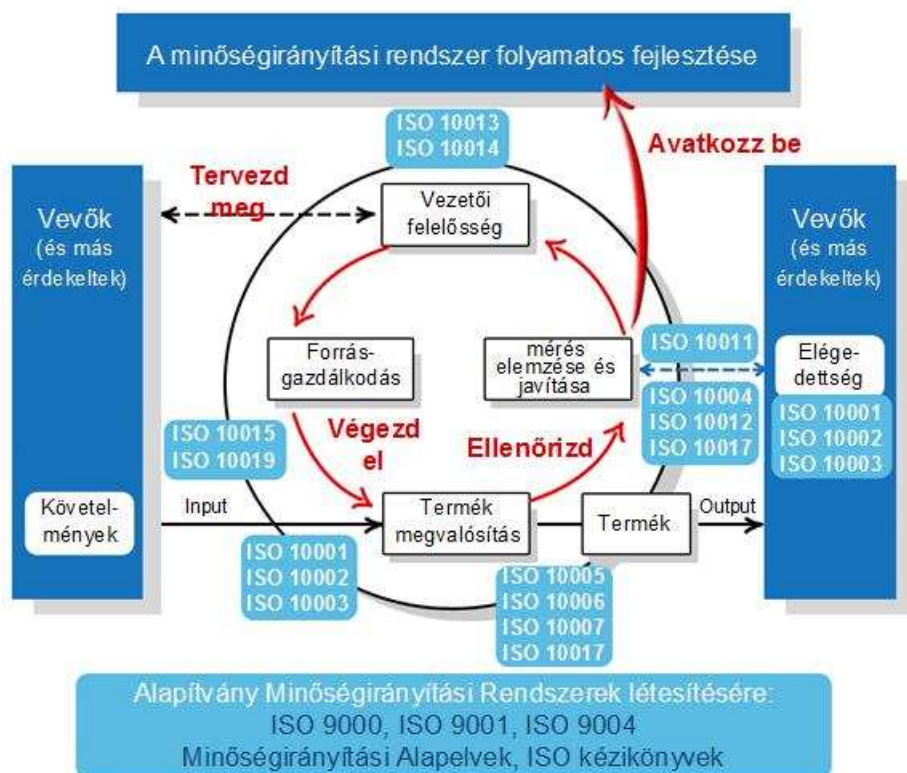 A minőségirányítási rendszer folyamatos fejlesztése
ISO 10013
ISO 10014
Avatkozz be
Tervezd
meg
Vezetői
felelősség
Vevők
(és más
érdekeltek)
Vevők
(és más
érdekeltek)
Forrás-
gazdálkodás
mérés
elemzése és
javítása
ISO 10011
Elége-
dettség
ISO 10004
ISO 10012
ISO 10017
ISO 10001
ISO 10002
ISO 10003
ISO 10015
ISO 10019
Végezd
el
Ellenőrizd
Követel-
mények
Input
Termék
megvalósítás
Termék
Output
ISO 10001
ISO 10002
ISO 10003
ISO 10005
ISO 10006
ISO 10007
ISO 10017
Alapítvány Minőségirányítási Rendszerek létesítésére:
ISO 9000, ISO 9001, ISO 9004
Minőségirányítási Alapelvek, ISO kézikönyvek